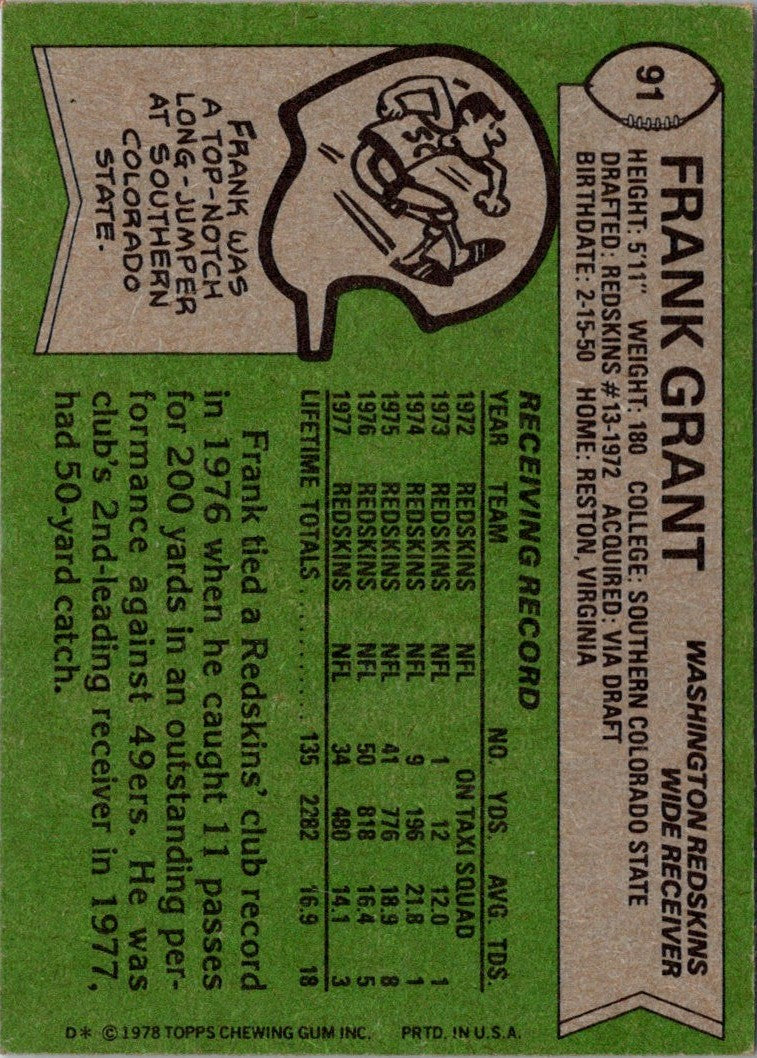 91
FRANK GRANT
WASHINGTON REDSKINS
WIDE RECEIVER
HEIGHT: 5'11" WEIGHT: 180 COLLEGE: SOUTHERN COLORADO STATE
DRAFTED: REDSKINS #13-1972 ACQUIRED: VIA DRAFT
BIRTHDATE: 2-15-50 HOME: RESTON, VIRGINIA
SC
FRANK WAS
A TOP-NOTCH
LONG-JUMPER
AT SOUTHERN
COLORADO
STATE.
RECEIVING RECORD
YEAR TEAM NO. YDS. AVG. TDS.
1972 REDSKINS NFL ON TAXI SQUAD
1973 REDSKINS NFL 1 12 12.0 1
1974 REDSKINS NFL 9 196 21.8 1
1975 REDSKINS NFL 41 776 18.9 8
1976 REDSKINS NFL 50 818 16.4 5
1977 REDSKINS NFL 34 480 14.1 3
LIFETIME TOTALS .......... 135 2282 16.9 18
Frank tied a Redskins' club record
in 1976 when he caught 11 passes
for 200 yards in an outstanding per-
formance against 49ers. He was
club's 2nd-leading receiver in 1977,
had 50-yard catch.
D* © 1978 TOPPS CHEWING GUM INC. PRTD. IN U.S.A.